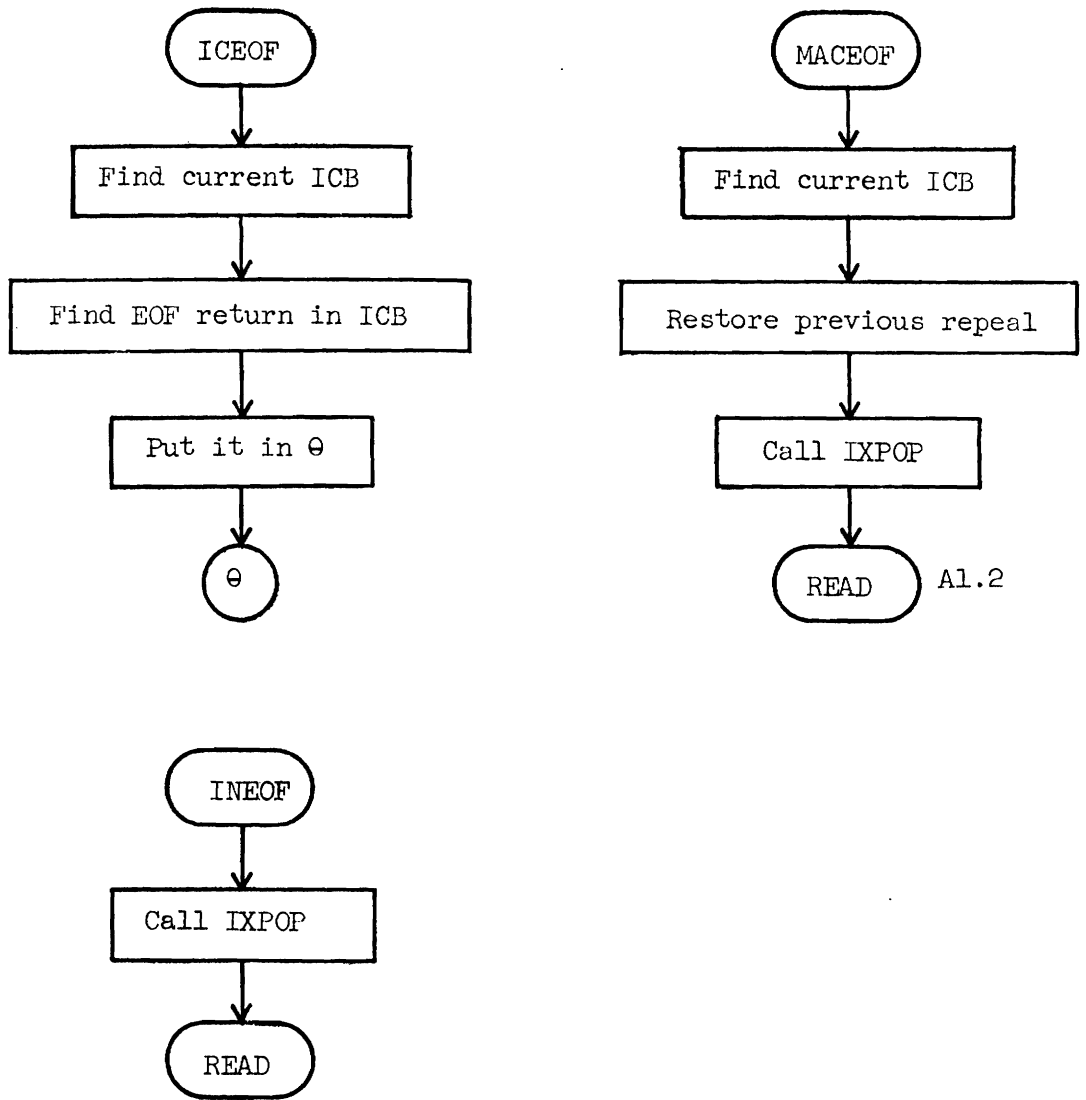 ICEOF
Find current ICB
Find EOF return in ICB
Put it in θ
θ
MACEOF
Find current ICB
Restore previous repeal
Call IXPOP
READ A1.2
INEOF
Call IXPOP
READ